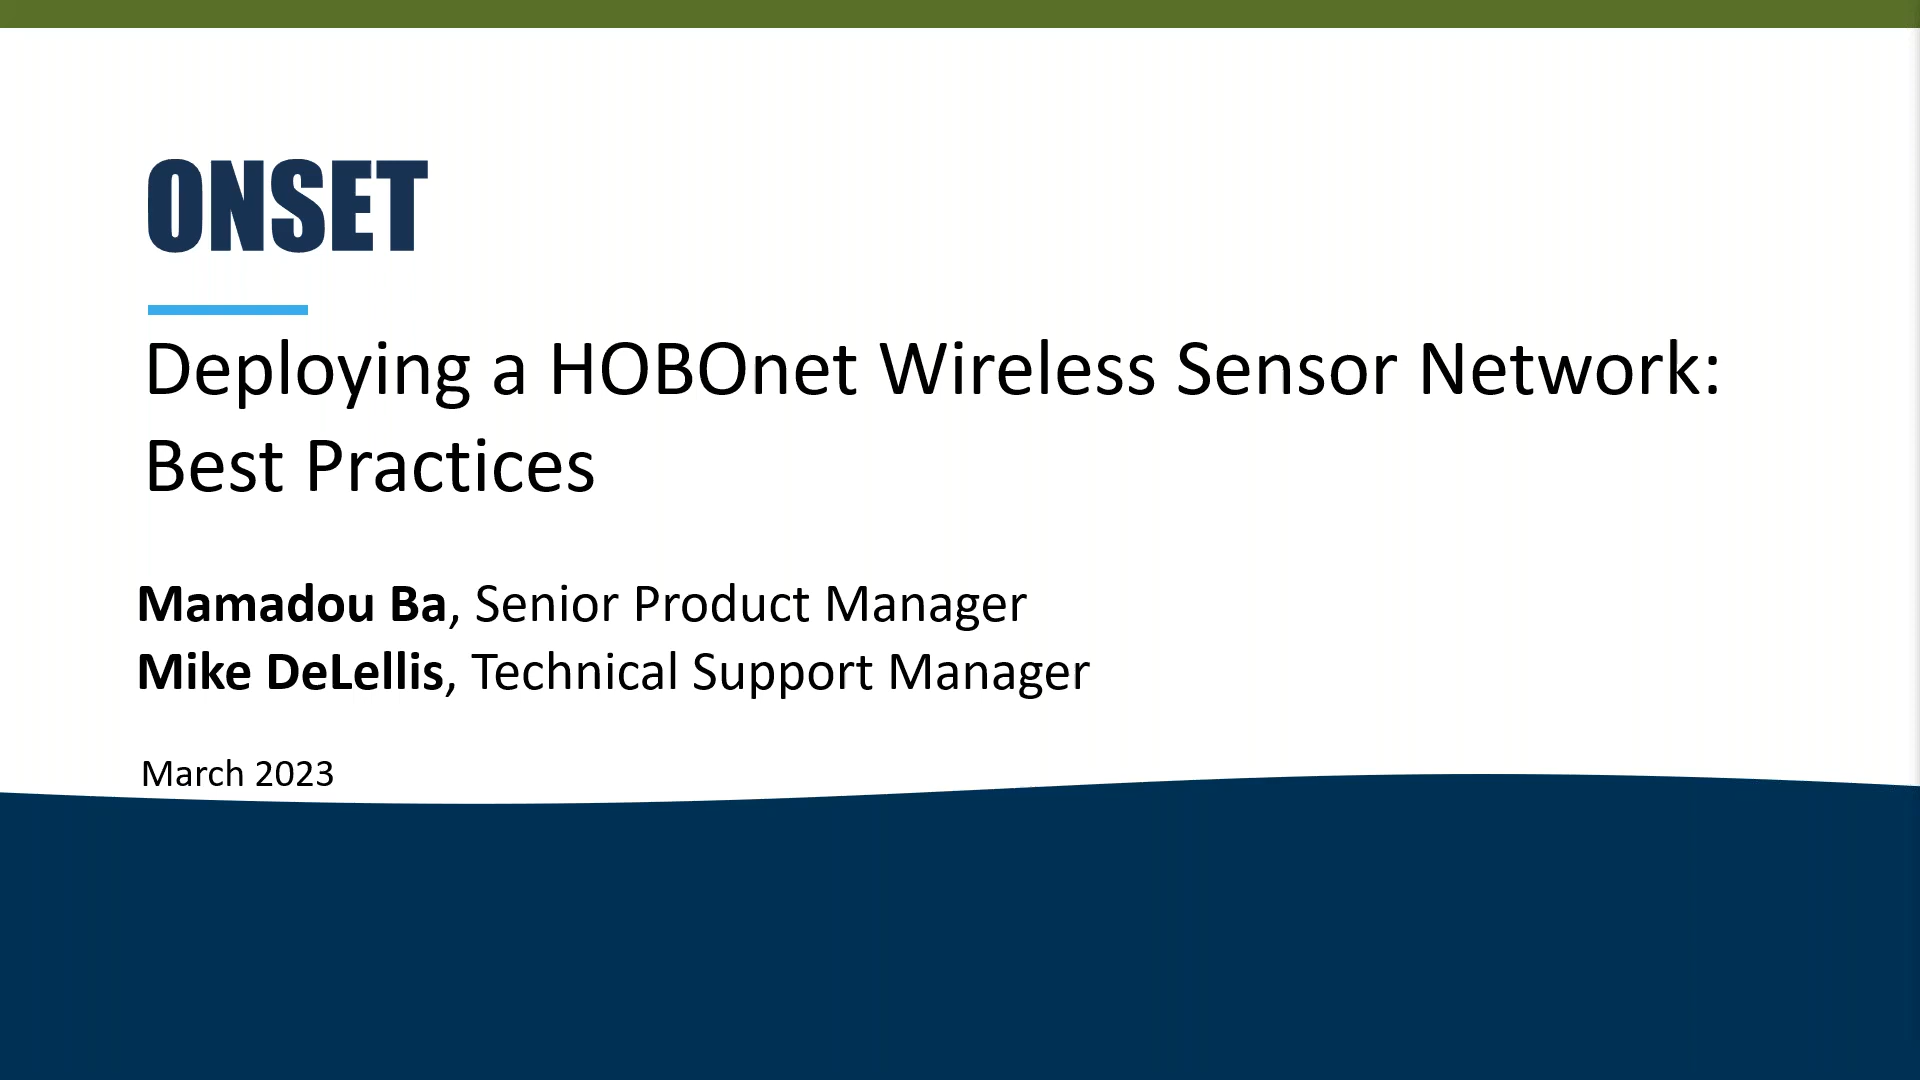 ONSET
Deploying a HOBOnet Wireless Sensor Network:
Best Practices
Mamadou Ba, Senior Product Manager
Mike DeLellis, Technical Support Manager
March 2023